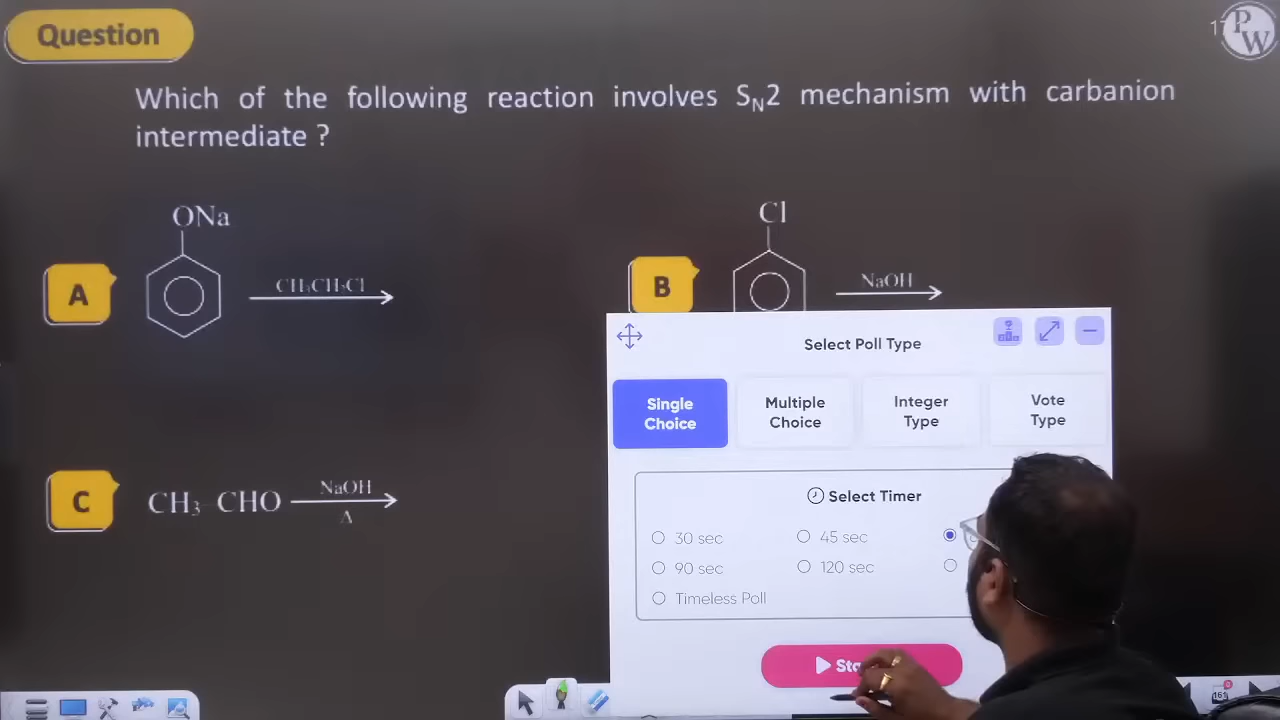 Question
PW
Which of the following reaction involves SN2 mechanism with carbanion
intermediate ?
ONa
A
CH3CH2Cl
Cl
B
NaOH
C
CH3 CHO
NaOH
Δ
Select Poll Type
Single
Choice
Multiple
Choice
Integer
Type
Vote
Type
Select Timer
30 sec
45 sec
90 sec
120 sec
Timeless Poll
161